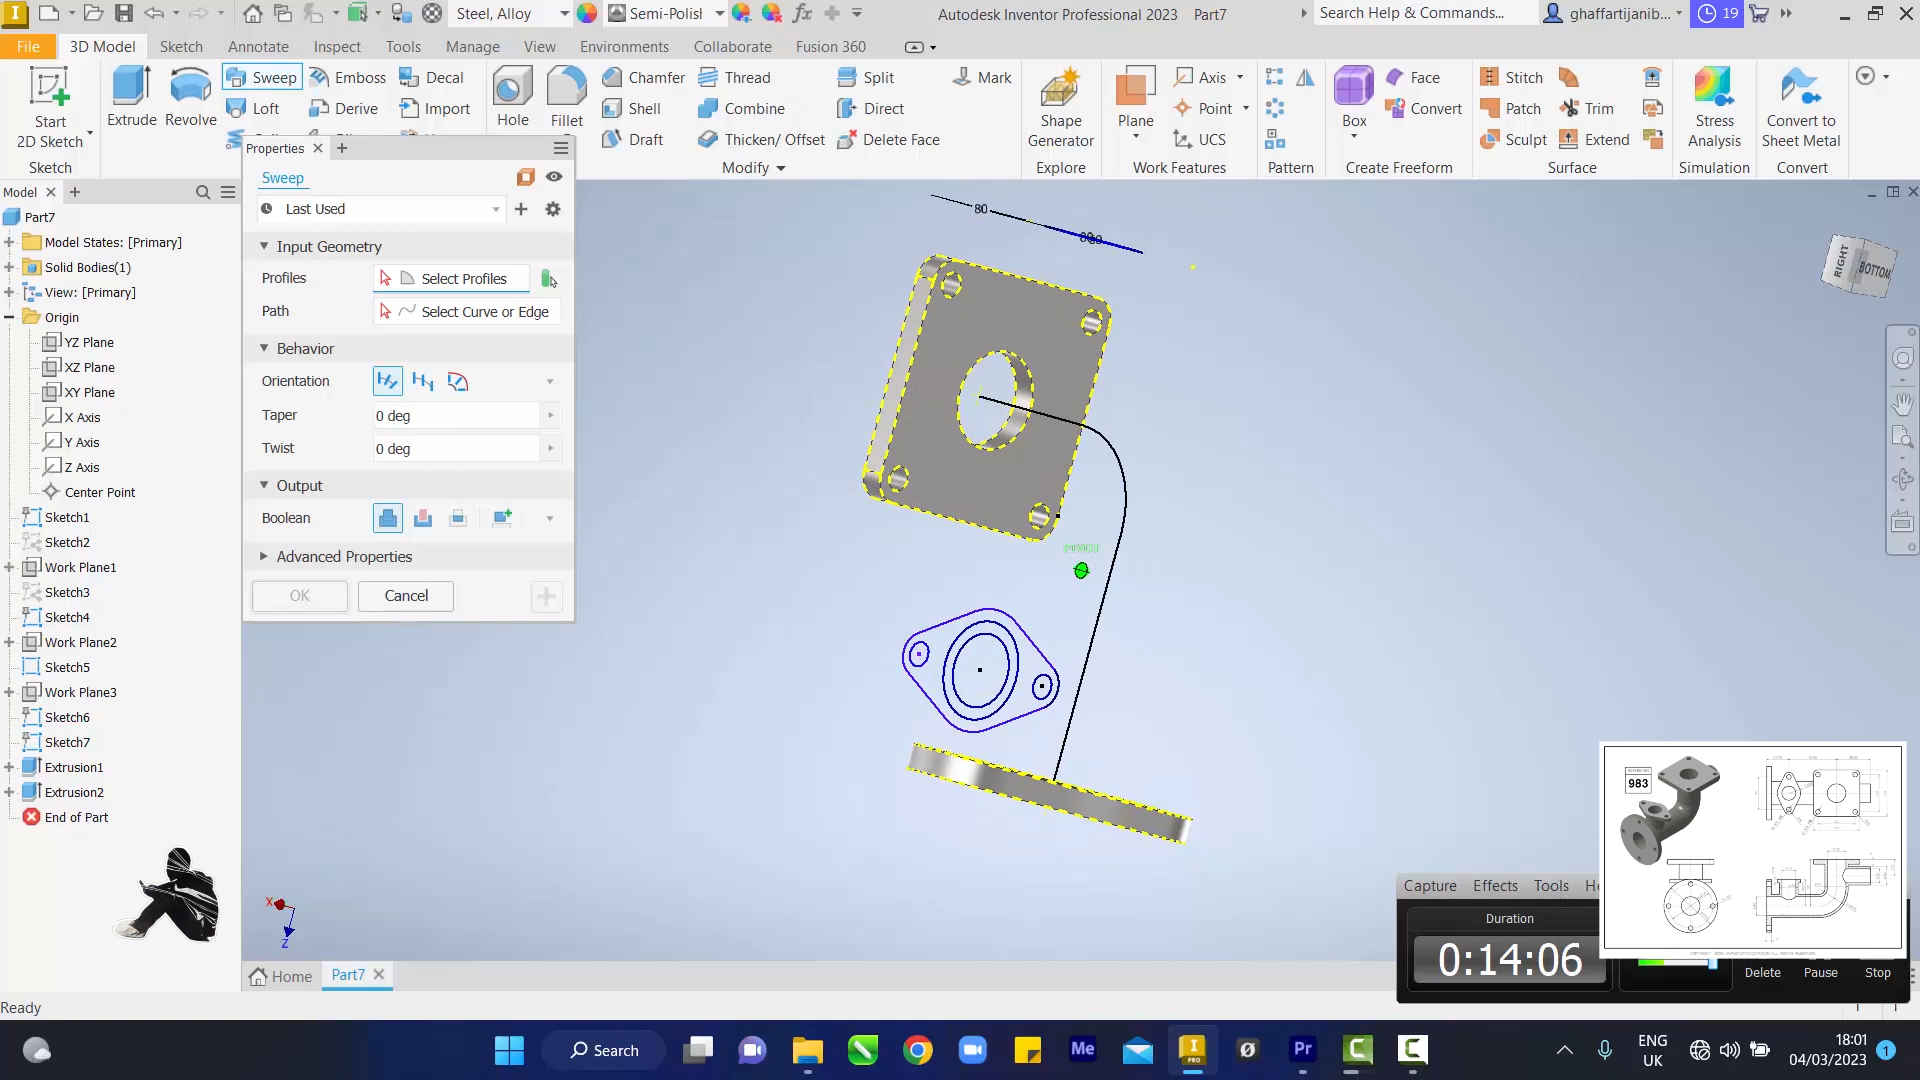 Steel, Alloy
Semi-Polish
Autodesk Inventor Professional 2023 Part7
Search Help & Commands...
ghaffartijanib...
19
File 3D Model Sketch Annotate Inspect Tools Manage View Environments Collaborate Fusion 360
Start
2D Sketch
Sketch
Extrude Revolve
Sweep Emboss Decal
Loft Derive Import
Hole Fillet
Chamfer Thread Split Mark
Shell Combine Direct
Draft Thicken/ Offset Delete Face
Modify
Shape
Generator
Explore
Plane
Axis
Point
UCS
Work Features
Pattern
Box
Face
Convert
Create Freeform
Stitch
Patch Trim
Sculpt Extend
Surface
Stress
Analysis
Simulation
Convert to
Sheet Metal
Convert
Properties
Sweep
Last Used
Input Geometry
Profiles Select Profiles
Path Select Curve or Edge
Behavior
Orientation
Taper 0 deg
Twist 0 deg
Output
Boolean
Advanced Properties
OK Cancel
Model
Part7
Model States: [Primary]
Solid Bodies(1)
View: [Primary]
Origin
YZ Plane
XZ Plane
XY Plane
X Axis
Y Axis
Z Axis
Center Point
Sketch1
Sketch2
Work Plane1
Sketch3
Sketch4
Work Plane2
Sketch5
Work Plane3
Sketch6
Sketch7
Extrusion1
Extrusion2
End of Part
80
RIGHT
BOTTOM
X
Z
983
Capture Effects Tools
Duration
0:14:06
Delete Pause Stop
Home Part7
Ready
Search
Me
PRO
Pr
ENG
UK
18:01
04/03/2023
1